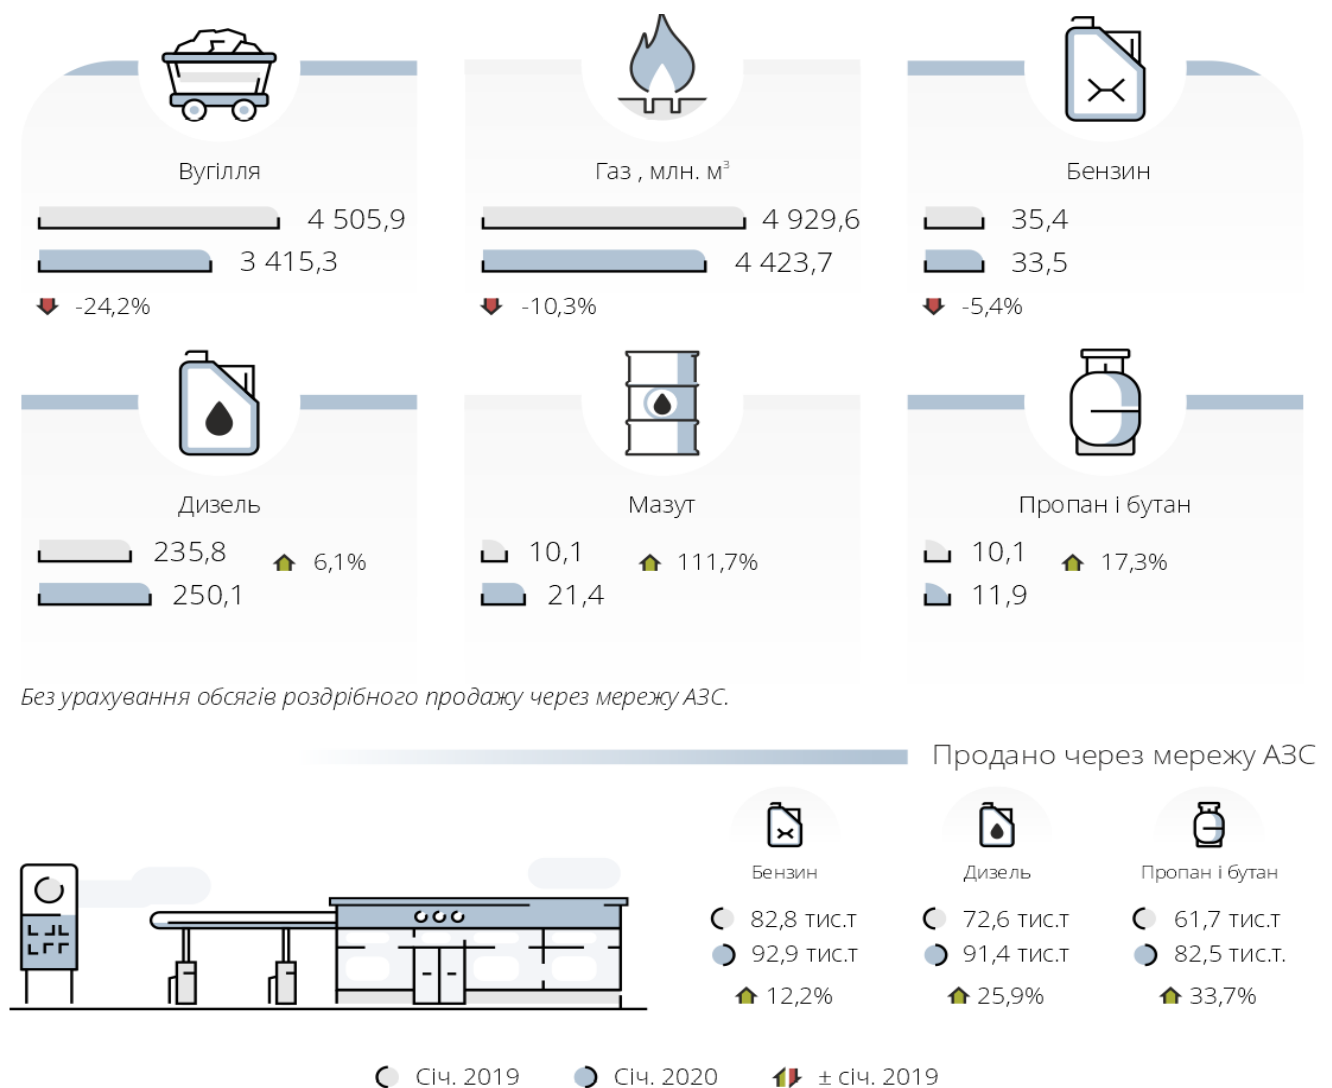 Вугілля
4 505,9
3 415,3
-24,2%
Газ , млн. м³
4 929,6
4 423,7
-10,3%
Бензин
35,4
33,5
-5,4%
Дизель
235,8
250,1
6,1%
Мазут
10,1
21,4
111,7%
Пропан і бутан
10,1
11,9
17,3%
Без урахування обсягів роздрібного продажу через мережу АЗС.
Продано через мережу АЗС
Бензин
82,8 тис.т
92,9 тис.т
12,2%
Дизель
72,6 тис.т
91,4 тис.т
25,9%
Пропан і бутан
61,7 тис.т
82,5 тис.т.
33,7%
Січ. 2019
Січ. 2020
± січ. 2019